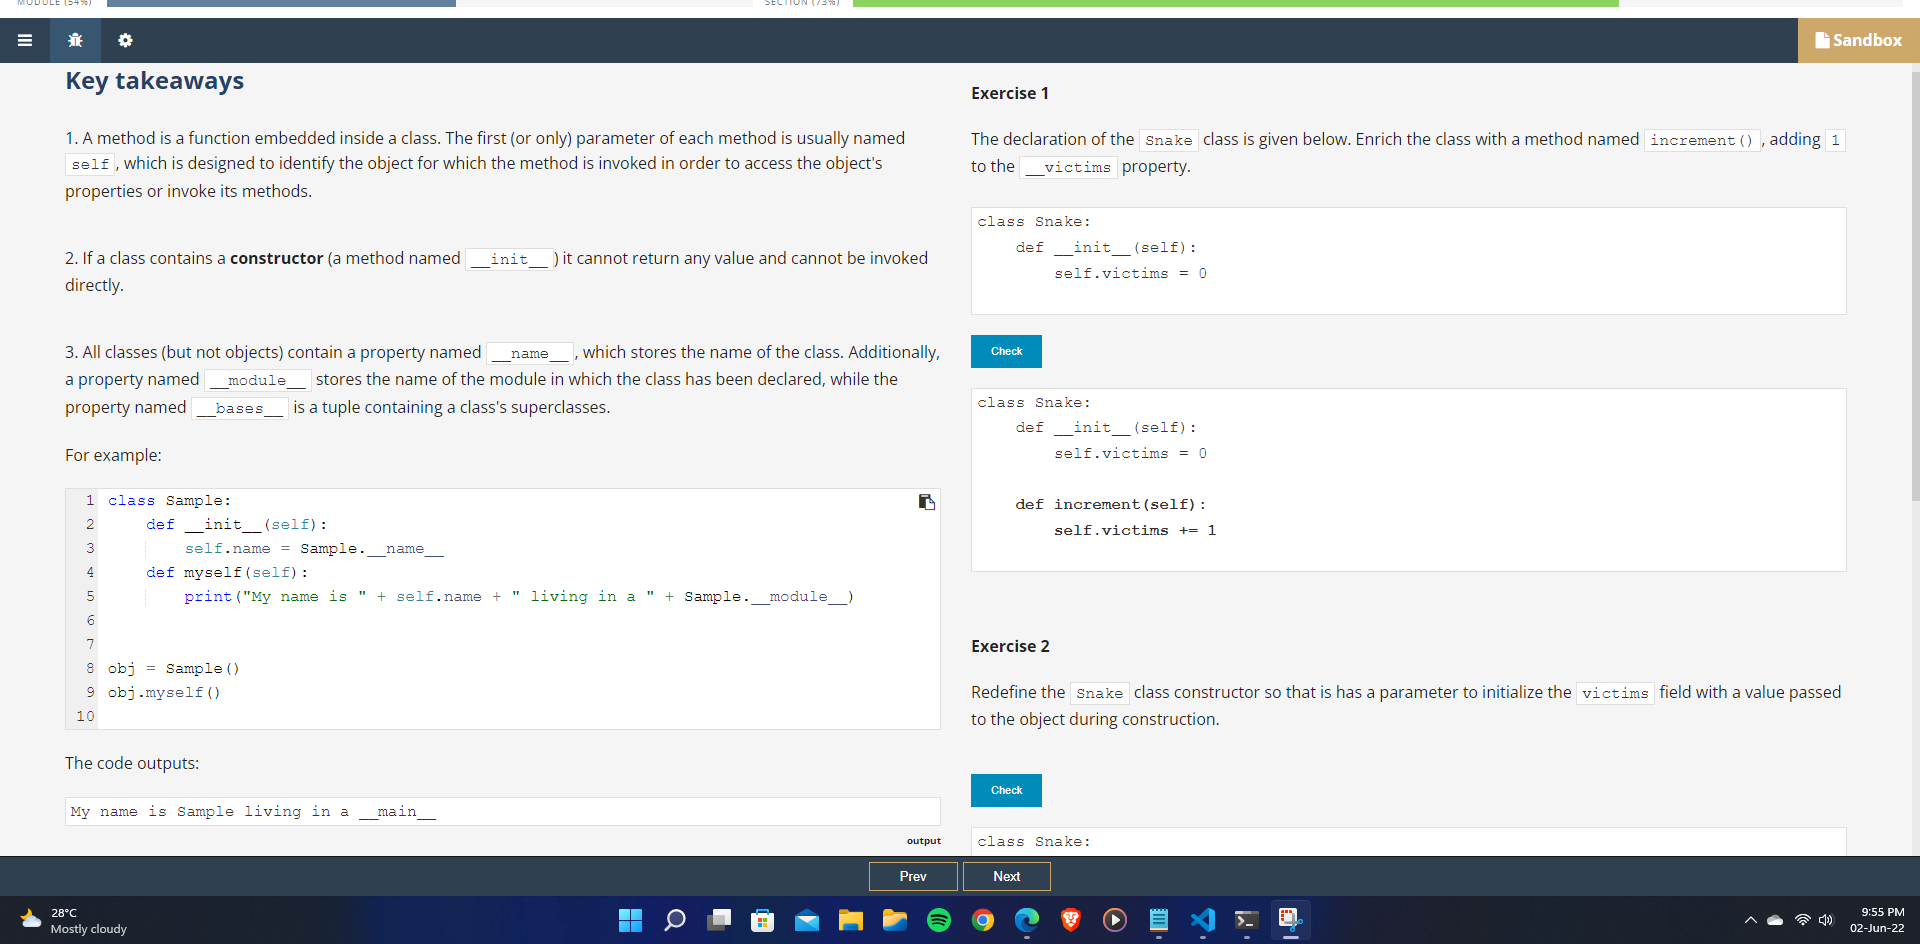 MODULE (54%)
SECTION (73%)
Sandbox
Key takeaways
1. A method is a function embedded inside a class. The first (or only) parameter of each method is usually named
self , which is designed to identify the object for which the method is invoked in order to access the object's
properties or invoke its methods.
2. If a class contains a constructor (a method named __init__ ) it cannot return any value and cannot be invoked
directly.
3. All classes (but not objects) contain a property named __name__ , which stores the name of the class. Additionally,
a property named __module__ stores the name of the module in which the class has been declared, while the
property named __bases__ is a tuple containing a class's superclasses.
For example:
1 class Sample:
2     def __init__(self):
3         self.name = Sample.__name__
4     def myself(self):
5         print("My name is " + self.name + " living in a " + Sample.__module__)
6
7
8 obj = Sample()
9 obj.myself()
10
The code outputs:
My name is Sample living in a __main__
output
Exercise 1
The declaration of the Snake class is given below. Enrich the class with a method named increment() , adding 1
to the __victims property.
class Snake:
    def __init__(self):
        self.victims = 0
Check
class Snake:
    def __init__(self):
        self.victims = 0
    def increment(self):
        self.victims += 1
Exercise 2
Redefine the Snake class constructor so that is has a parameter to initialize the victims field with a value passed
to the object during construction.
Check
class Snake:
Prev
Next
28°C
Mostly cloudy
9:55 PM
02-Jun-22